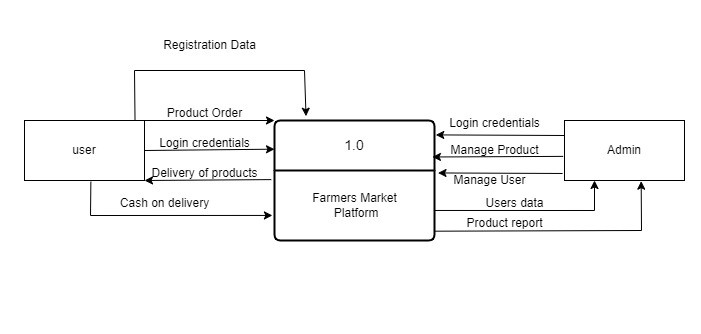 Registration Data
Product Order
Login credentials
user
Login credentials
1.0
Manage Product
Admin
Delivery of products
Manage User
Cash on delivery
Farmers Market
Platform
Users data
Product report